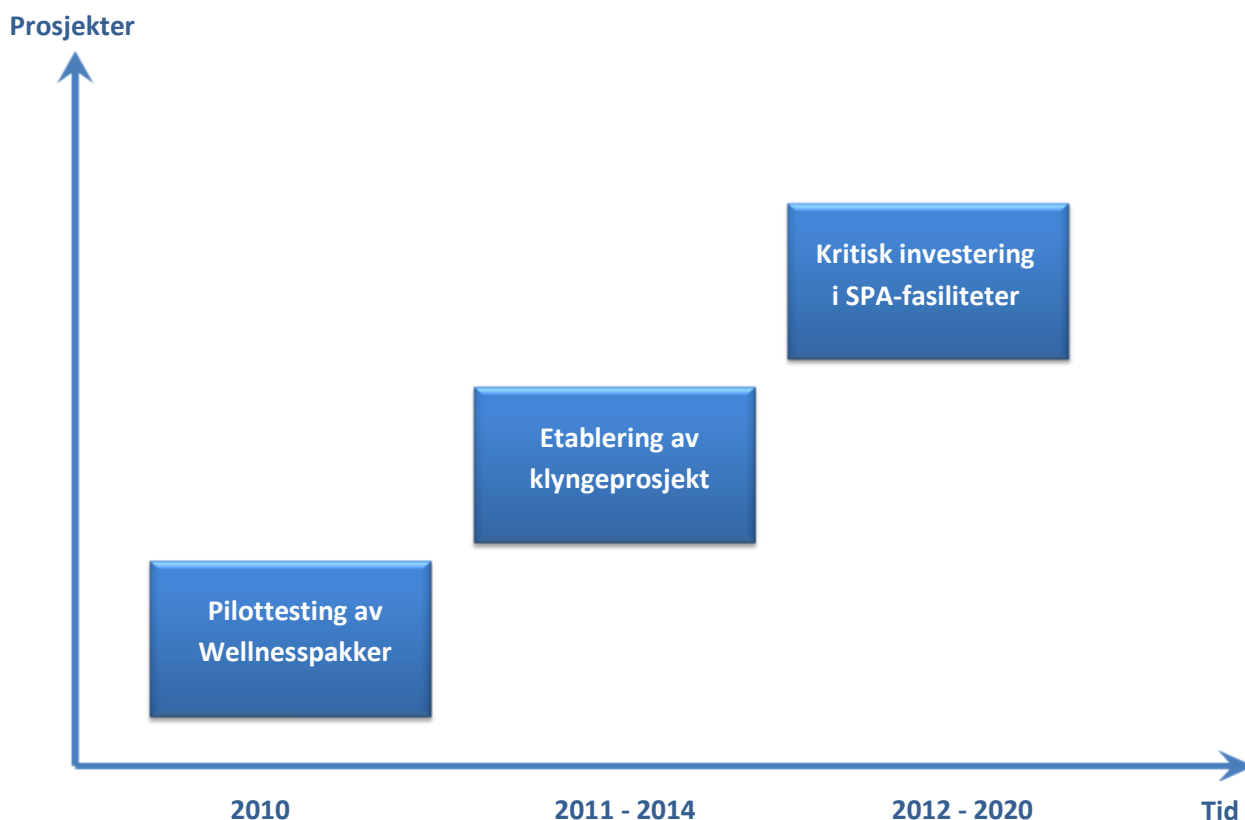 Prosjekter
Kritisk investering
i SPA-fasiliteter
Etablering av
klyngeprosjekt
Pilottesting av
Wellnesspakker
2010
2011 - 2014
2012 - 2020
Tid